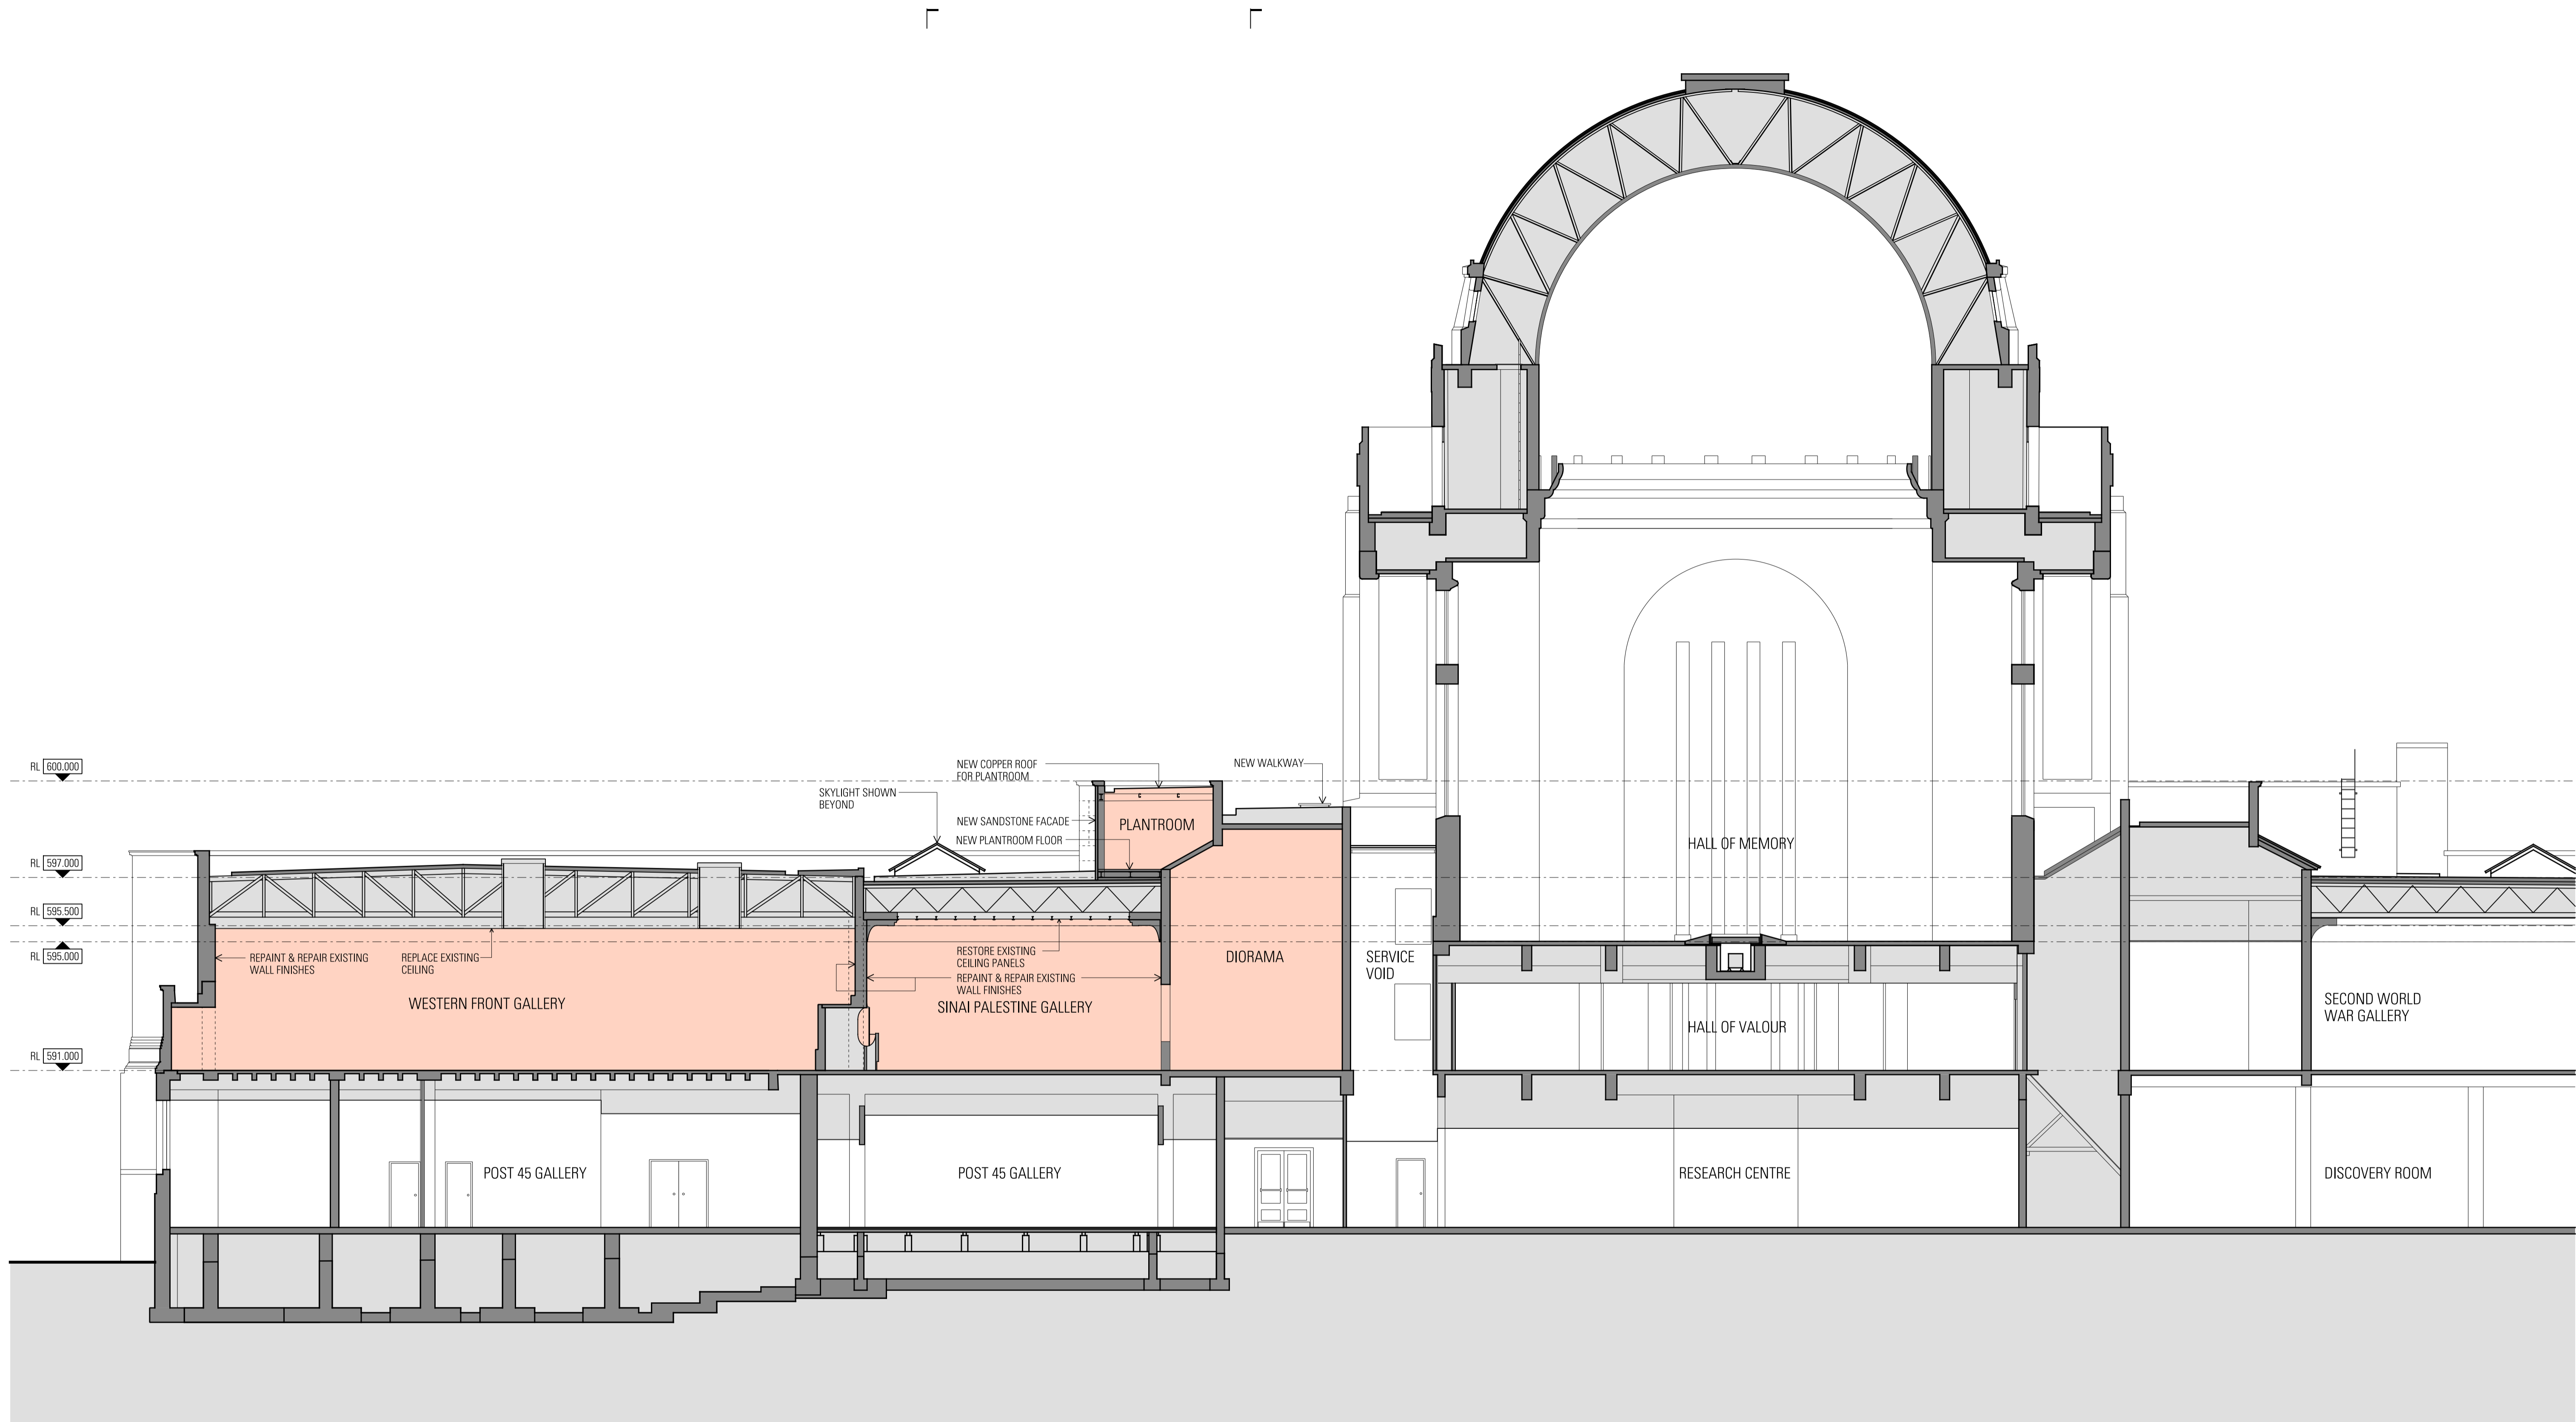 NEW COPPER ROOF
FOR PLANTROOM
NEW WALKWAY
RL 600.000
SKYLIGHT SHOWN
BEYOND
NEW SANDSTONE FACADE
PLANTROOM
NEW PLANTROOM FLOOR
HALL OF MEMORY
RL 597.000
RL 595.500
RL 595.000
REPAINT & REPAIR EXISTING
WALL FINISHES
REPLACE EXISTING
CEILING
RESTORE EXISTING
CEILING PANELS
REPAINT & REPAIR EXISTING
WALL FINISHES
DIORAMA
SERVICE
VOID
WESTERN FRONT GALLERY
SINAI PALESTINE GALLERY
HALL OF VALOUR
SECOND WORLD
WAR GALLERY
RL 591.000
POST 45 GALLERY
POST 45 GALLERY
RESEARCH CENTRE
DISCOVERY ROOM